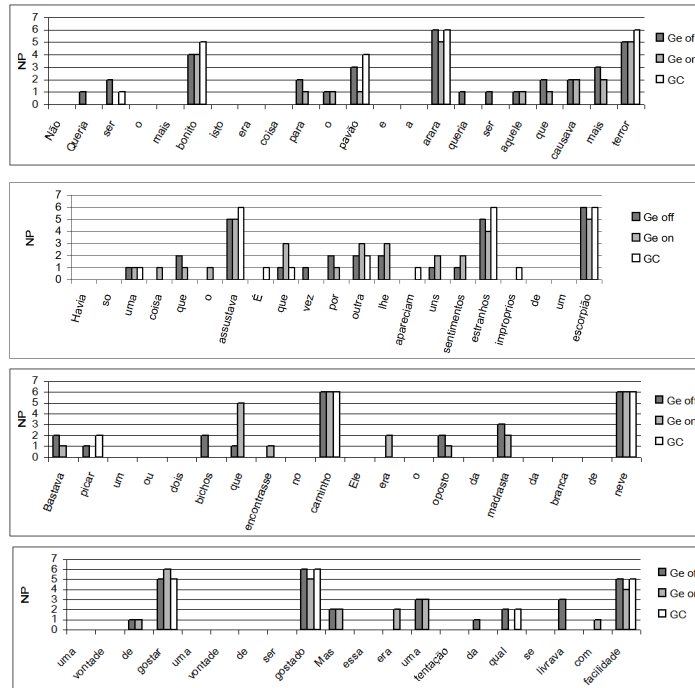 7
6
5
4
3
2
1
0
NP
Não Queria ser o mais bonito isto era coisa para o pavão e a arara queria ser aquele que causava mais terror
Ge off
Ge on
GC
7
6
5
4
3
2
1
0
NP
Havia so uma coisa que o assustava É que vez por outra lhe apareciam uns sentimentos estranhos improprios de um escorpião
Ge off
Ge on
GC
7
6
5
4
3
2
1
0
NP
Bastava picar um ou dois bichos que encontrasse no caminho Ele era o oposto da madrasta da branca de neve
Ge off
Ge on
GC
7
6
5
4
3
2
1
0
NP
uma vontade de gostar uma vontade de ser gostado Mas essa era uma tentação da qual se livrava com facilidade
Ge off
Ge on
GC